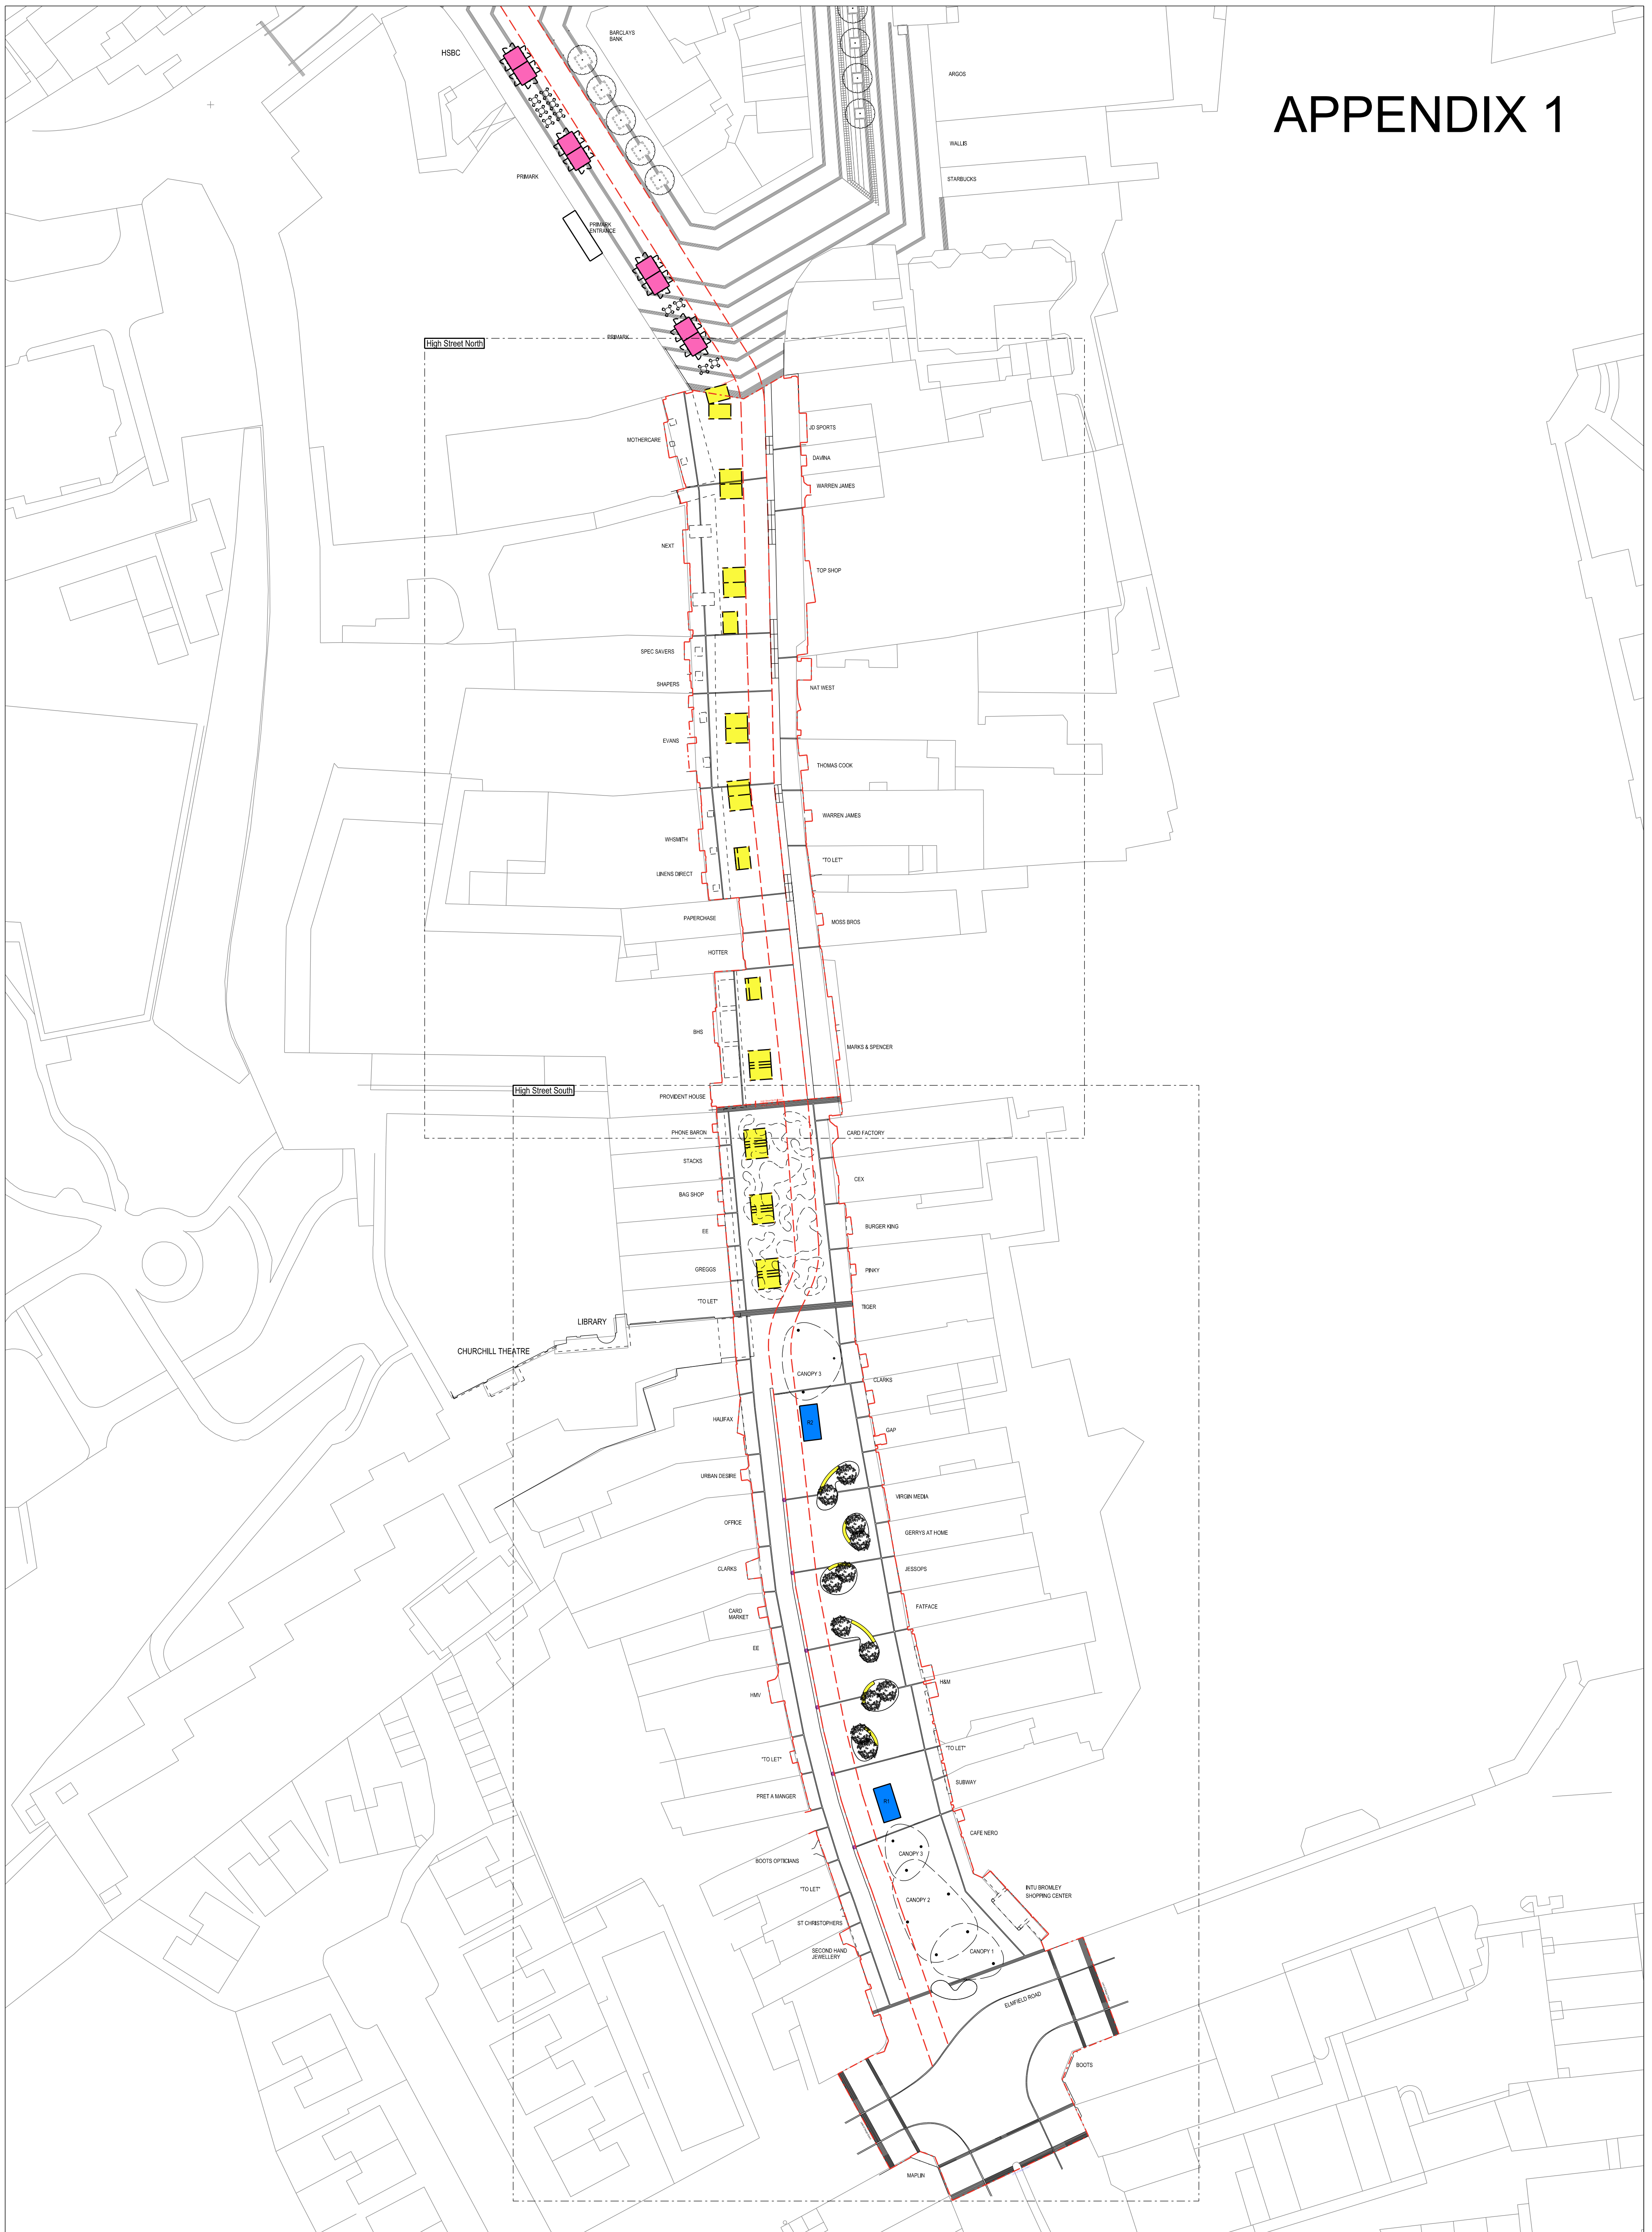 APPENDIX 1
HSBC
BARCLAYS
BANK
ARGOS
WALLIS
STARBUCKS
PRIMARK
PRIMARK
ENTRANCE
PRIMARK
High Street North
MOTHERCARE
JD SPORTS
DAVINA
WARREN JAMES
NEXT
TOP SHOP
SPEC SAVERS
SHAPERS
NAT WEST
EVANS
THOMAS COOK
WHSMITH
WARREN JAMES
"TO LET"
LINENS DIRECT
PAPERCHASE
MOSS BROS
HOTTER
BHS
MARKS & SPENCER
High Street South
PROVIDENT HOUSE
PHONE BARON
CARD FACTORY
STACKS
CEX
BAG SHOP
BURGER KING
EE
GREGGS
PINKY
"TO LET"
TIGER
LIBRARY
CHURCHILL THEATRE
CANOPY 3
CLARKS
HALIFAX
R2
GAP
URBAN DESIRE
VIRGIN MEDIA
OFFICE
GERRYS AT HOME
CLARKS
JESSOPS
CARD
MARKET
FATFACE
EE
H&M
HMV
"TO LET"
"TO LET"
SUBWAY
PRET A MANGER
R1
CAFE NERO
CANOPY 3
BOOTS OPTICIANS
"TO LET"
CANOPY 2
INTU BROMLEY
SHOPPING CENTER
ST CHRISTOPHERS
SECOND HAND
JEWELLERY
CANOPY 1
ELMFIELD ROAD
BOOTS
MAPLIN